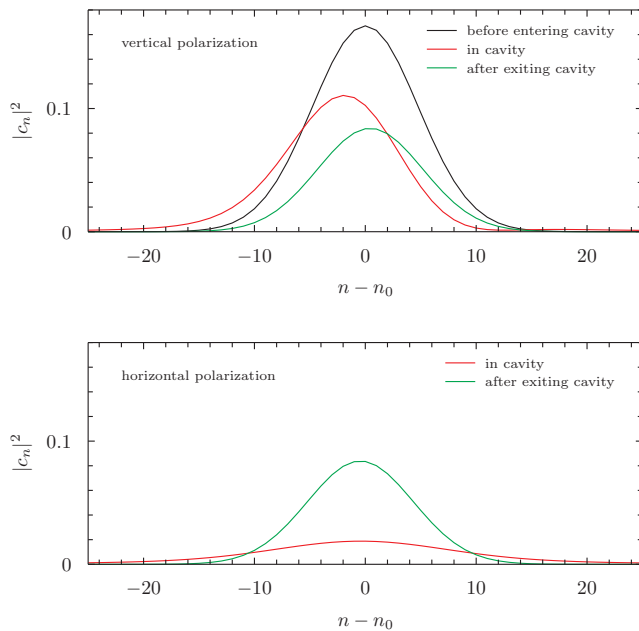 vertical polarization
before entering cavity
in cavity
after exiting cavity
|c_n|^2
0.1
0
−20 −10 0 10 20
n − n_0
horizontal polarization
in cavity
after exiting cavity
|c_n|^2
0.1
0
−20 −10 0 10 20
n − n_0